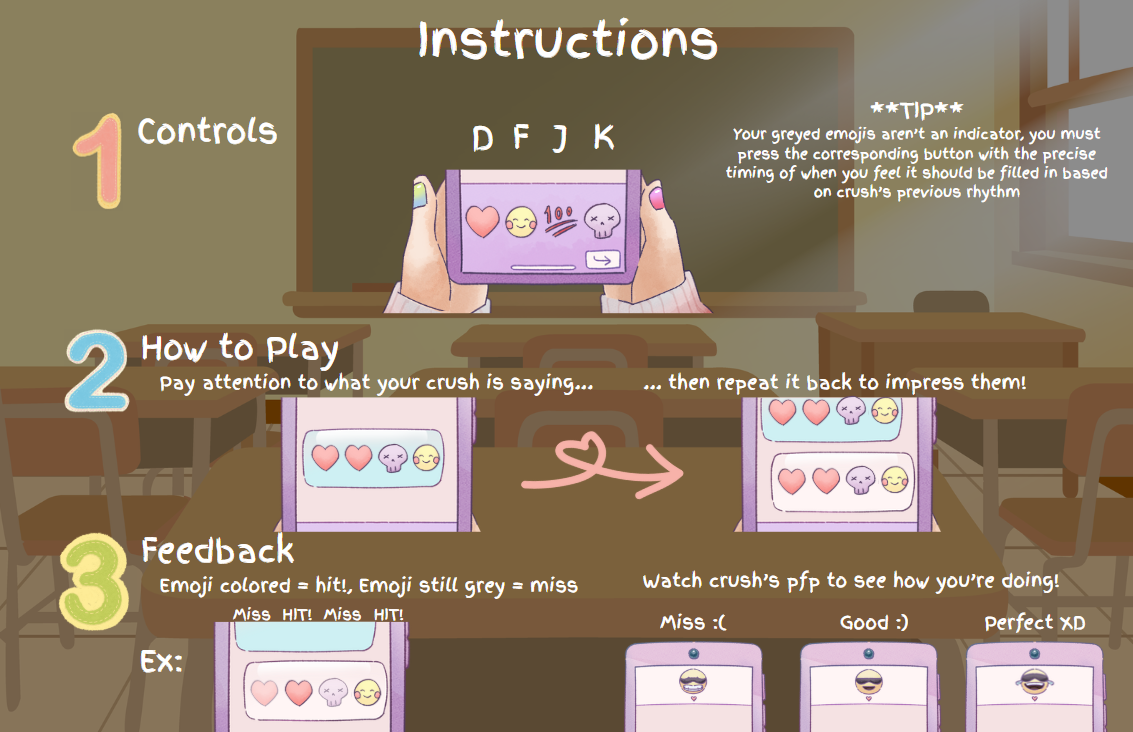 Instructions
1 Controls
D F J K
100
**TIP**
Your greyed emojis aren't an indicator, you must
press the corresponding button with the precise
timing of when you feel it should be filled in based
on crush's previous rhythm
2 How to Play
Pay attention to what your crush is saying...
... then repeat it back to impress them!
3 Feedback
Emoji colored = hit!, Emoji still grey = miss
Miss HIT! Miss HIT!
Ex:
Watch crush's pfp to see how you're doing!
Miss :( Good :) Perfect XD